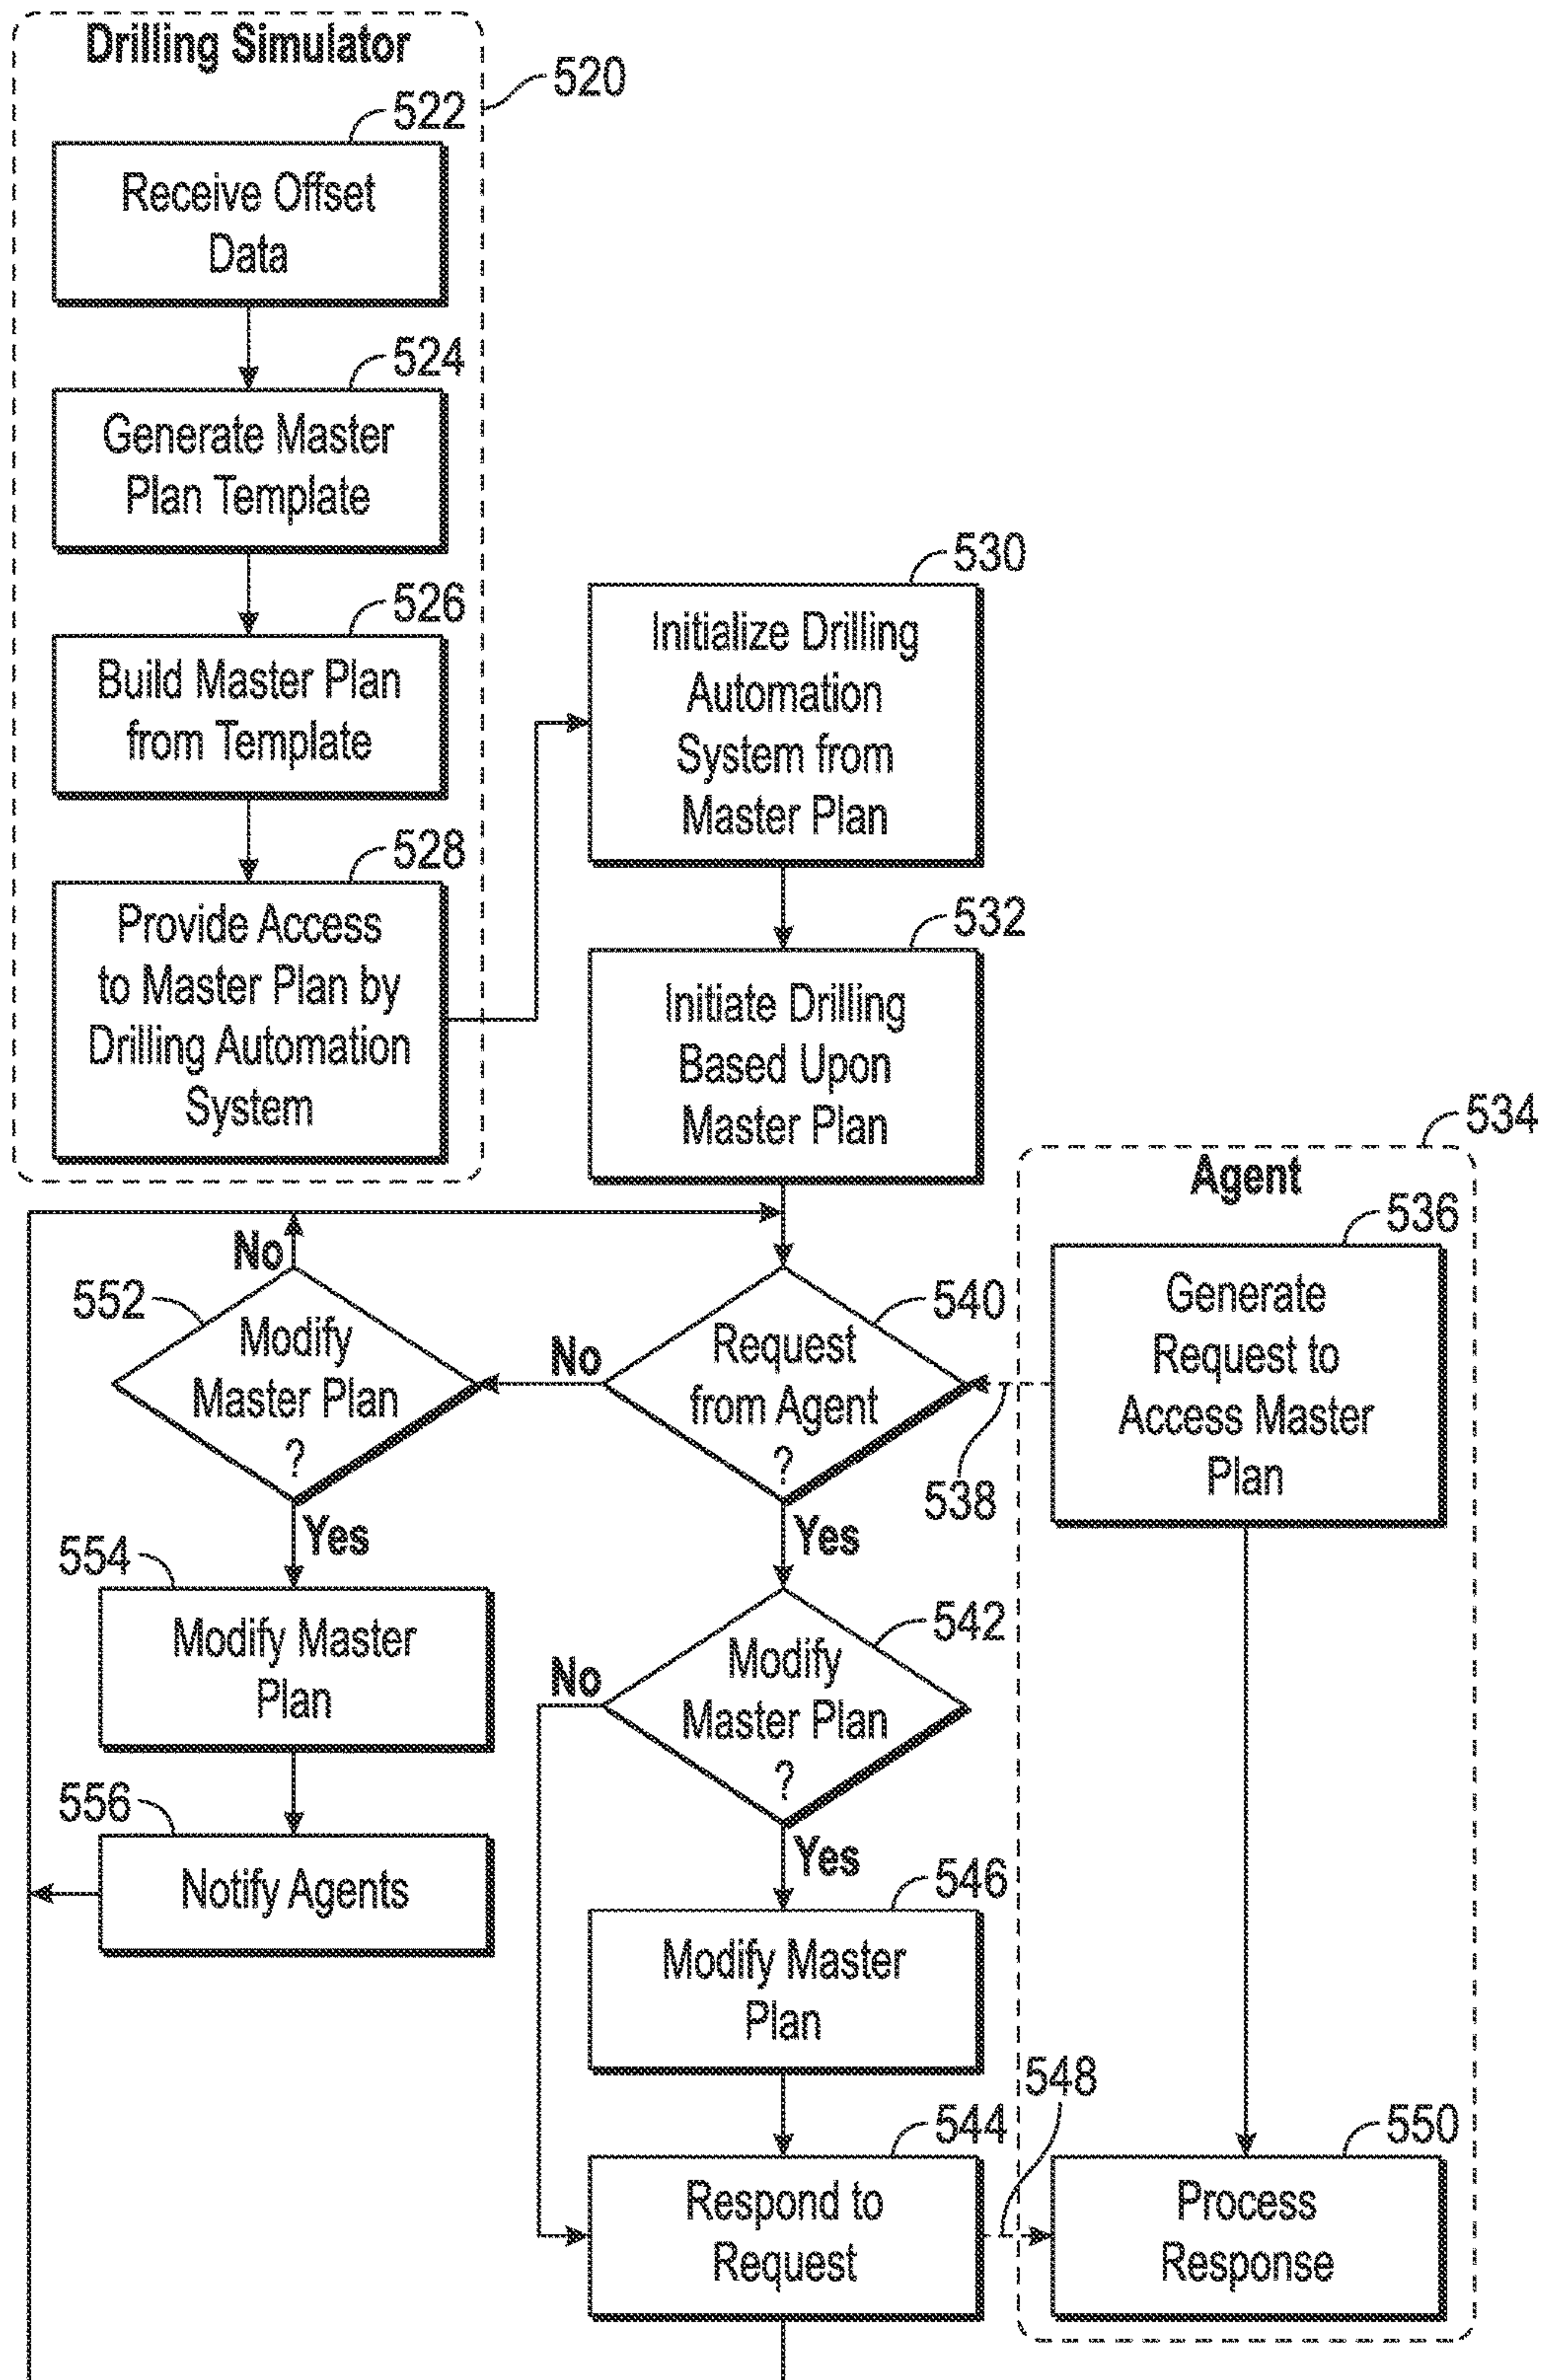 Drilling Simulator
520
522
Receive Offset
Data
524
Generate Master
Plan Template
526
Build Master Plan
from Template
528
Provide Access
to Master Plan by
Drilling Automation
System
530
Initialize Drilling
Automation
System from
Master Plan
532
Initiate Drilling
Based Upon
Master Plan
534
Agent
536
Generate
Request to
Access Master
Plan
538
540
Request
from Agent
?
No
Yes
552
Modify
Master Plan
?
No
Yes
554
Modify Master
Plan
556
Notify Agents
542
Modify
Master Plan
?
No
Yes
546
Modify Master
Plan
544
Respond to
Request
548
550
Process
Response